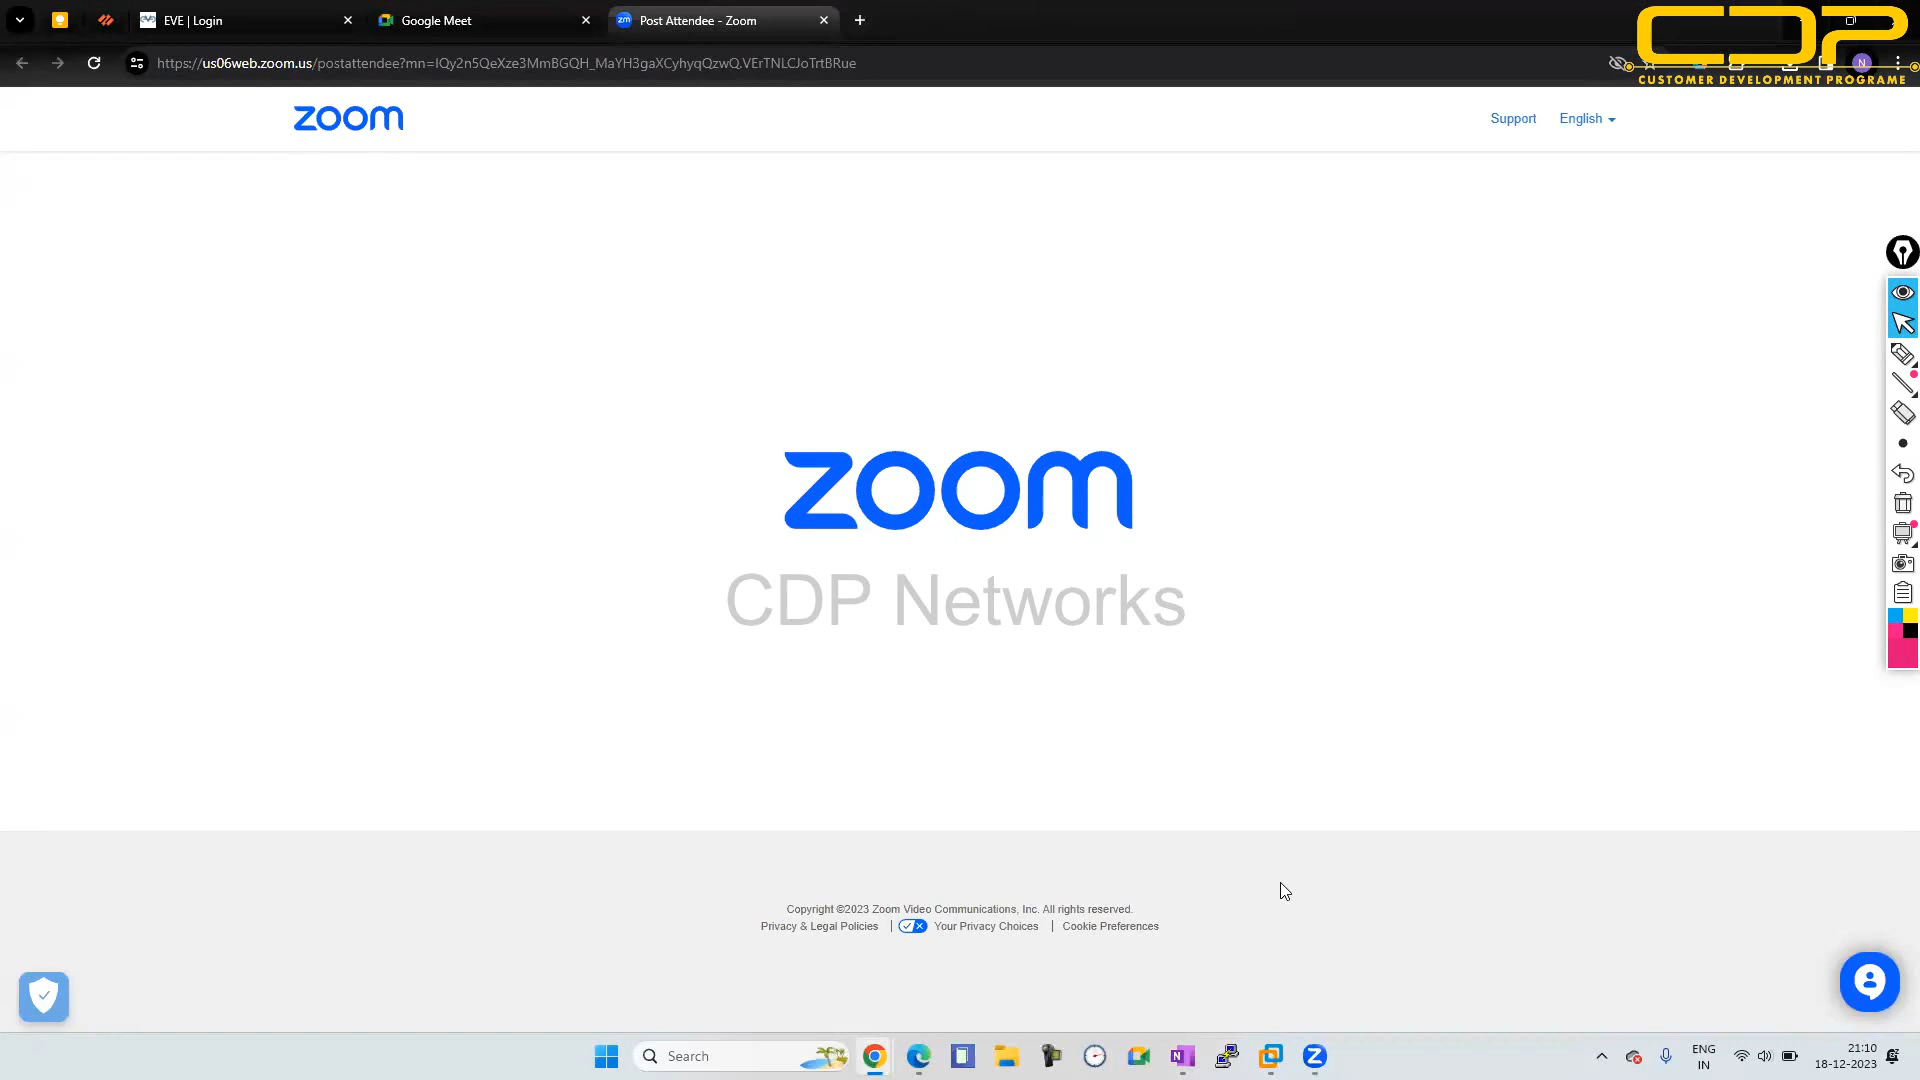 EVE | Login
Google Meet
zm Post Attendee - Zoom
CDP
CUSTOMER DEVELOPMENT PROGRAME
https://us06web.zoom.us/postattendee?mn=IQy2n5QeXze3MmBGQH_MaYH3gaXCyhyqQzwQ.VErTNLCJoTrtBRue
N
zoom
Support
English
zoom
CDP Networks
Copyright ©2023 Zoom Video Communications, Inc. All rights reserved.
Privacy & Legal Policies | Your Privacy Choices | Cookie Preferences
Search
ENG
IN
21:10
18-12-2023